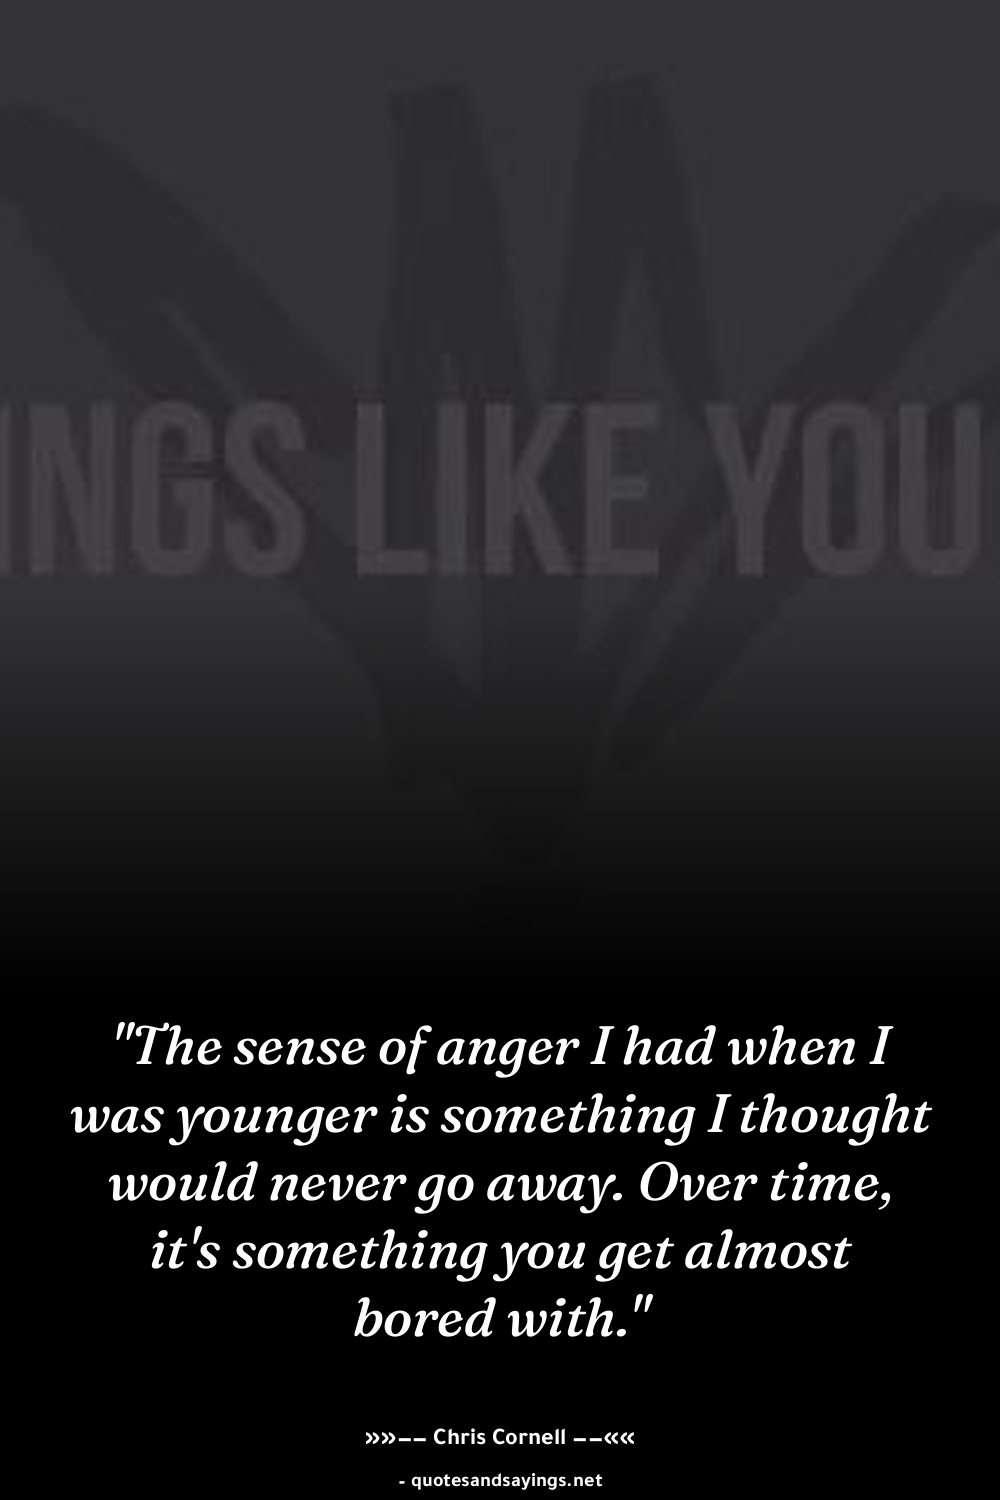 INGS LIKE YOU
"The sense of anger I had when I
was younger is something I thought
would never go away. Over time,
it's something you get almost
bored with."
»»−− Chris Cornell −−««
- quotesandsayings.net